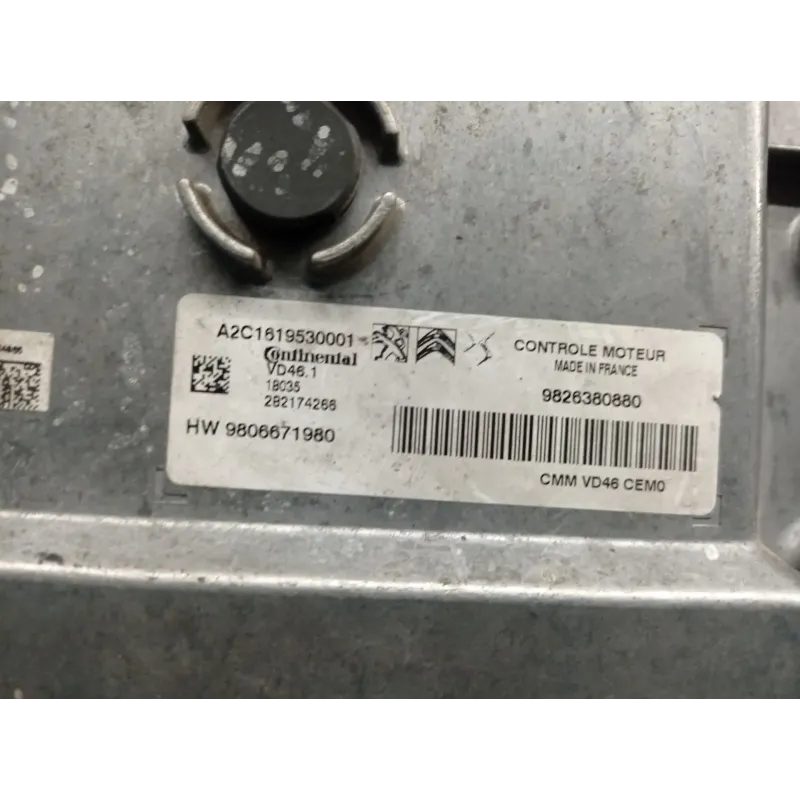 A2C1619530001
Continental
VD46.1
18035
282174266
HW 9806671980
CONTROLE MOTEUR
MADE IN FRANCE
9826380880
CMM VD46 CEM0